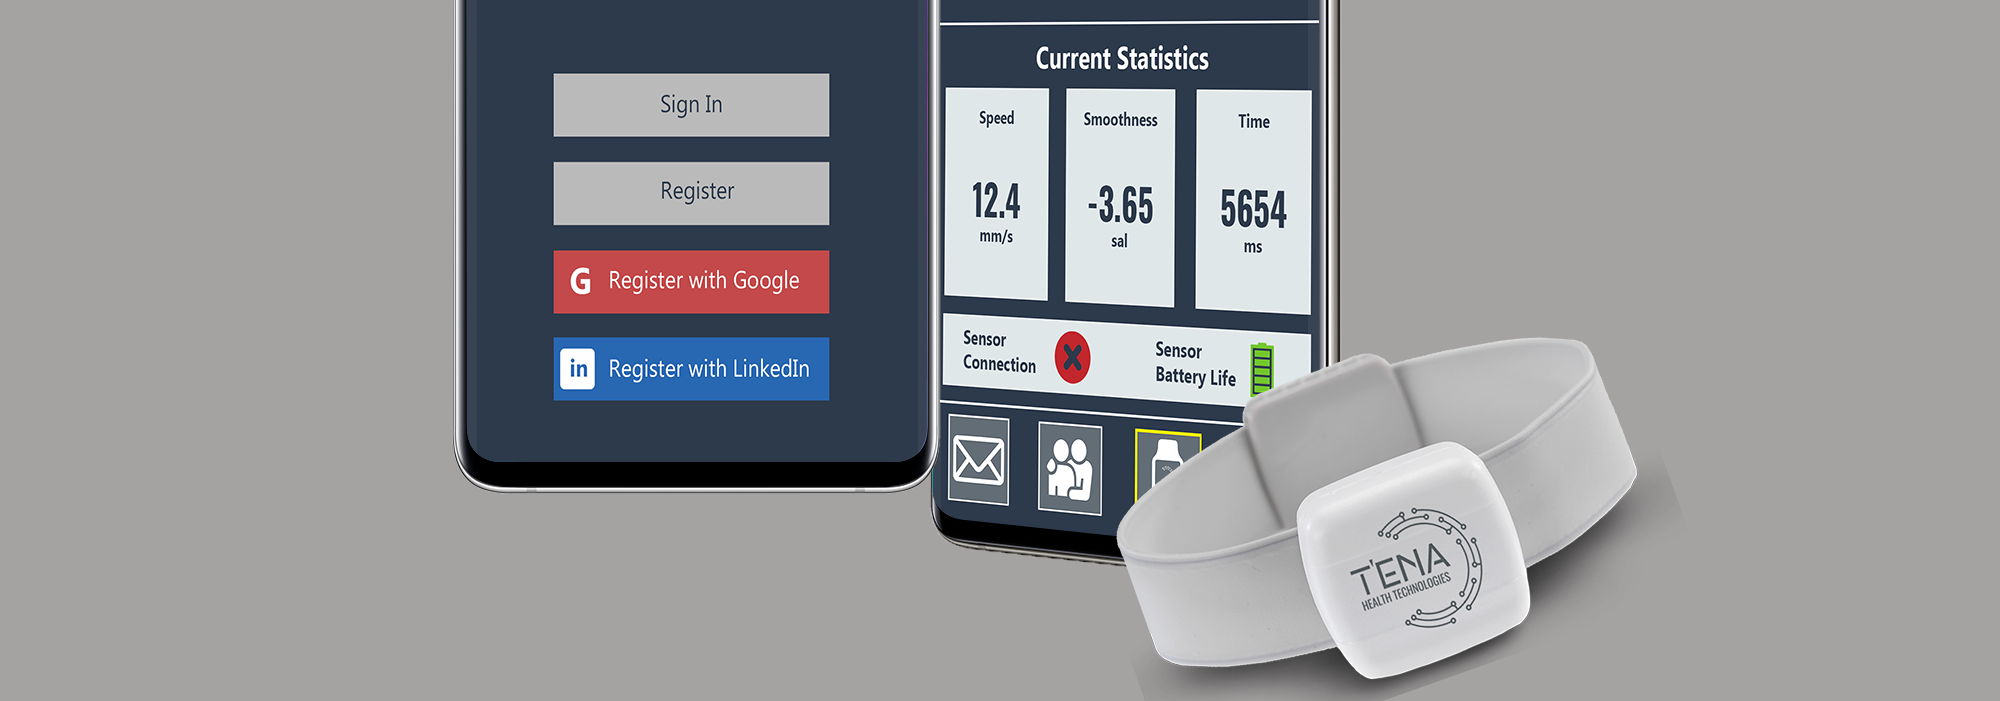 Sign In
Register
G Register with Google
in Register with LinkedIn
Current Statistics
Speed
12.4
mm/s
Smoothness
-3.65
sal
Time
5654
ms
Sensor
Connection
Sensor
Battery Life
T'ENA
HEALTH TECHNOLOGIES